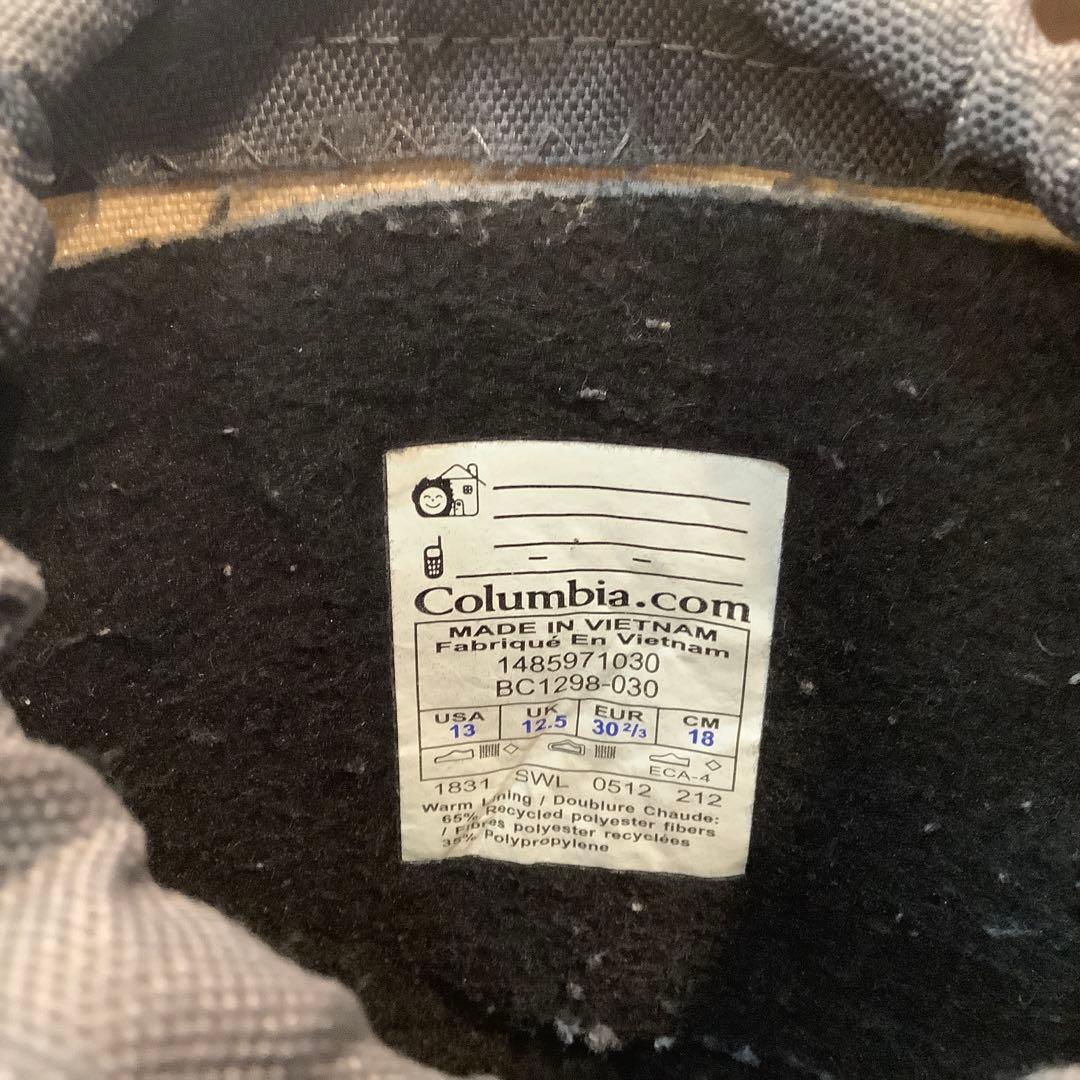 Columbia.com
MADE IN VIETNAM
Fabriqué En Vietnam
1485971030
BC1298-030
USA UK EUR CM
13 12.5 30 2/3 18
ECA-4
1831 SWL 0512 212
Warm Lining / Doublure Chaude:
65% Recycled polyester fibers
/ Fibres polyester recyclées
35% Polypropylene